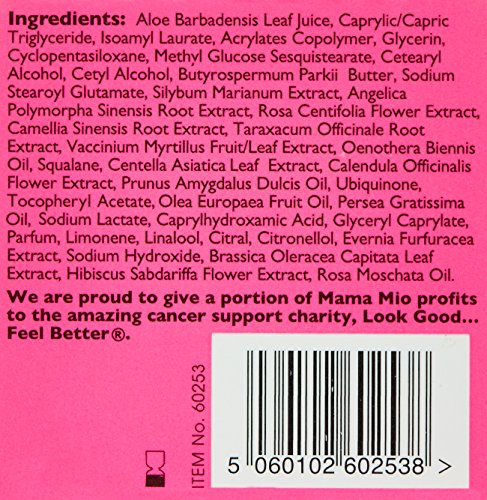 Ingredients: Aloe Barbadensis Leaf Juice, Caprylic/Capric
Triglyceride, Isoamyl Laurate, Acrylates Copolymer, Glycerin,
Cyclopentasiloxane, Methyl Glucose Sesquistearate, Cetearyl
Alcohol, Cetyl Alcohol, Butyrospermum Parkii Butter, Sodium
Stearoyl Glutamate, Silybum Marianum Extract, Angelica
Polymorpha Sinensis Root Extract, Rosa Centifolia Flower Extract,
Camellia Sinensis Root Extract, Taraxacum Officinale Root
Extract, Vaccinium Myrtillus Fruit/Leaf Extract, Oenothera Biennis
Oil, Squalane, Centella Asiatica Leaf Extract, Calendula Officinalis
Flower Extract, Prunus Amygdalus Dulcis Oil, Ubiquinone,
Tocopheryl Acetate, Olea Europaea Fruit Oil, Persea Gratissima
Oil, Sodium Lactate, Caprylhydroxamic Acid, Glyceryl Caprylate,
Parfum, Limonene, Linalool, Citral, Citronellol, Evernia Furfuracea
Extract, Sodium Hydroxide, Brassica Oleracea Capitata Leaf
Extract, Hibiscus Sabdariffa Flower Extract, Rosa Moschata Oil.
We are proud to give a portion of Mama Mio profits
to the amazing cancer support charity, Look Good...
Feel Better®.
ITEM No. 60253
5 060102 602538 >